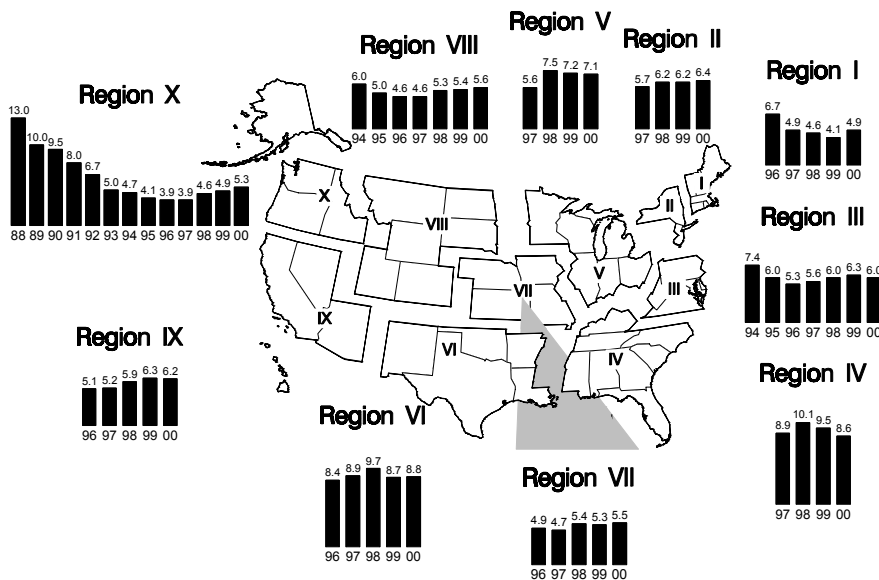 Region X
13.0
10.0
9.5
8.0
6.7
5.0
4.7
4.1
3.9
3.9
4.6
4.9
5.3
88 89 90 91 92 93 94 95 96 97 98 99 00
Region VIII
6.0
5.0
4.6
4.6
5.3
5.4
5.6
94 95 96 97 98 99 00
Region V
5.6
7.5
7.2
7.1
97 98 99 00
Region II
5.7
6.2
6.2
6.4
97 98 99 00
Region I
6.7
4.9
4.6
4.1
4.9
96 97 98 99 00
X
VIII
I
II
V
VII
III
IX
VI
IV
Region III
7.4
6.0
5.3
5.6
6.0
6.3
6.0
94 95 96 97 98 99 00
Region IX
5.1
5.2
5.9
6.3
6.2
96 97 98 99 00
Region VI
8.4
8.9
9.7
8.7
8.8
96 97 98 99 00
Region VII
4.9
4.7
5.4
5.3
5.5
96 97 98 99 00
Region IV
8.9
10.1
9.5
8.6
97 98 99 00